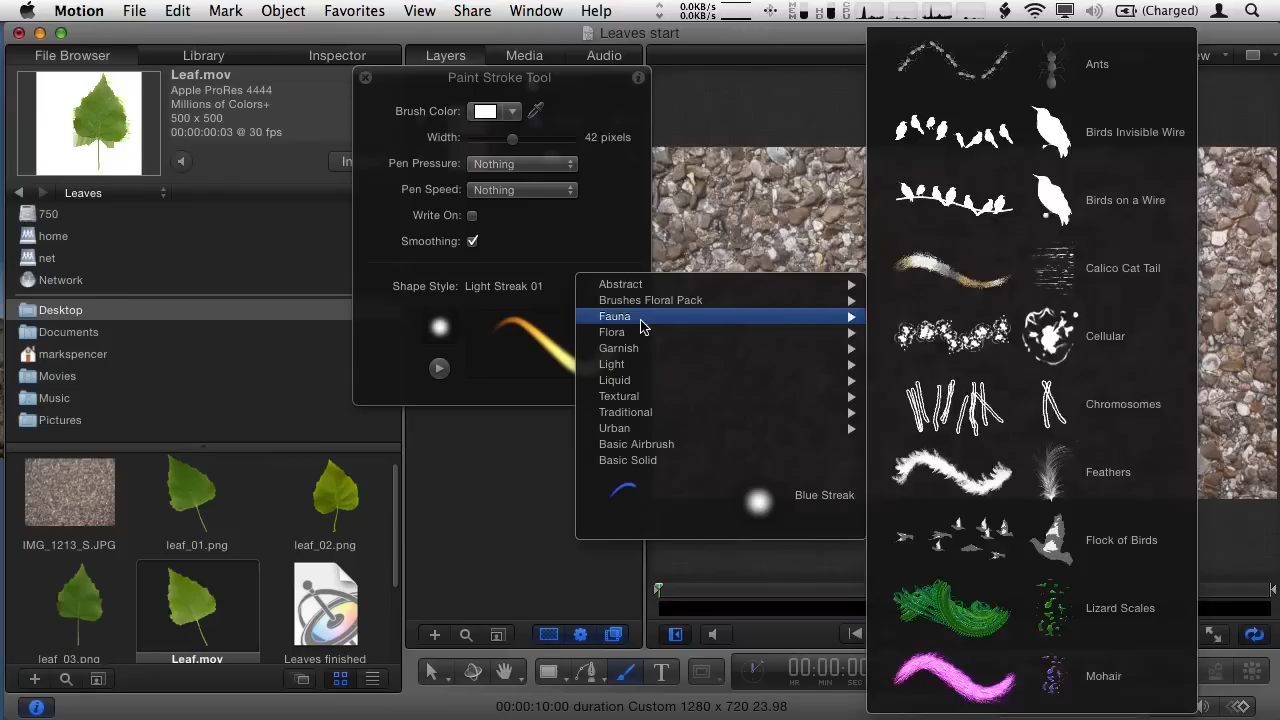 Motion File Edit Mark Object Favorites View Share Window Help 0.0KB/s 0.0KB/s (Charged)
Leaves start
File Browser Library Inspector Layers Media Audio
Leaf.mov
Apple ProRes 4444
Millions of Colors+
500 x 500
00:00:00:03 @ 30 fps
Leaves
750
home
net
Network
Desktop
Documents
markspencer
Movies
Music
Pictures
IMG_1213_S.JPG leaf_01.png leaf_02.png
leaf_03.png Leaf.mov Leaves finished
Paint Stroke Tool
Brush Color:
Width: 42 pixels
Pen Pressure: Nothing
Pen Speed: Nothing
Write On:
Smoothing:
Shape Style: Light Streak 01
Abstract
Brushes Floral Pack
Fauna
Flora
Garnish
Light
Liquid
Textural
Traditional
Urban
Basic Airbrush
Basic Solid
Blue Streak
Ants
Birds Invisible Wire
Birds on a Wire
Calico Cat Tail
Cellular
Chromosomes
Feathers
Flock of Birds
Lizard Scales
Mohair
HR MIN SEC
00:00:10:00 duration Custom 1280 x 720 23.98